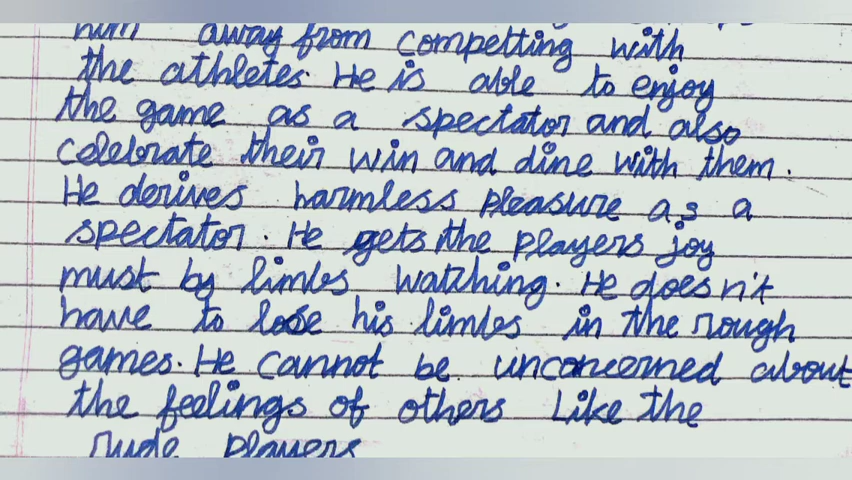 him away from compelting with
the athletes. He is able to enjoy
the game as a spectator and also
celebrate their win and dine with them.
He derives harmless pleasure as a
spectator. He gets the players joy
must by limbs watching. He doesn't
have to lose his limbs in the rough
games. He cannot be unconcerned about
the feelings of others like the
rude players